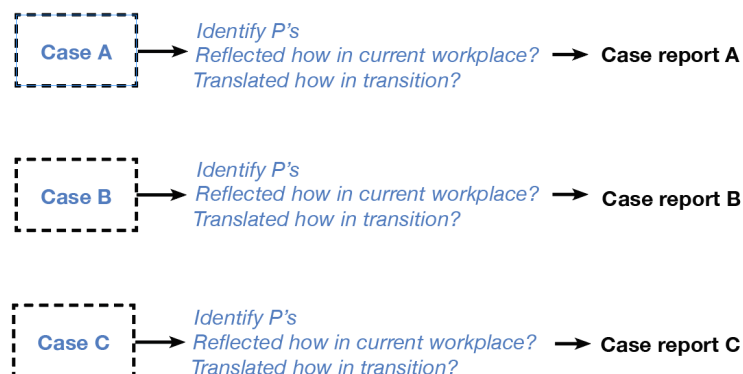 Case A
Identify P's
Reflected how in current workplace?
Translated how in transition?
Case report A
Case B
Identify P's
Reflected how in current workplace?
Translated how in transition?
Case report B
Case C
Identify P's
Reflected how in current workplace?
Translated how in transition?
Case report C